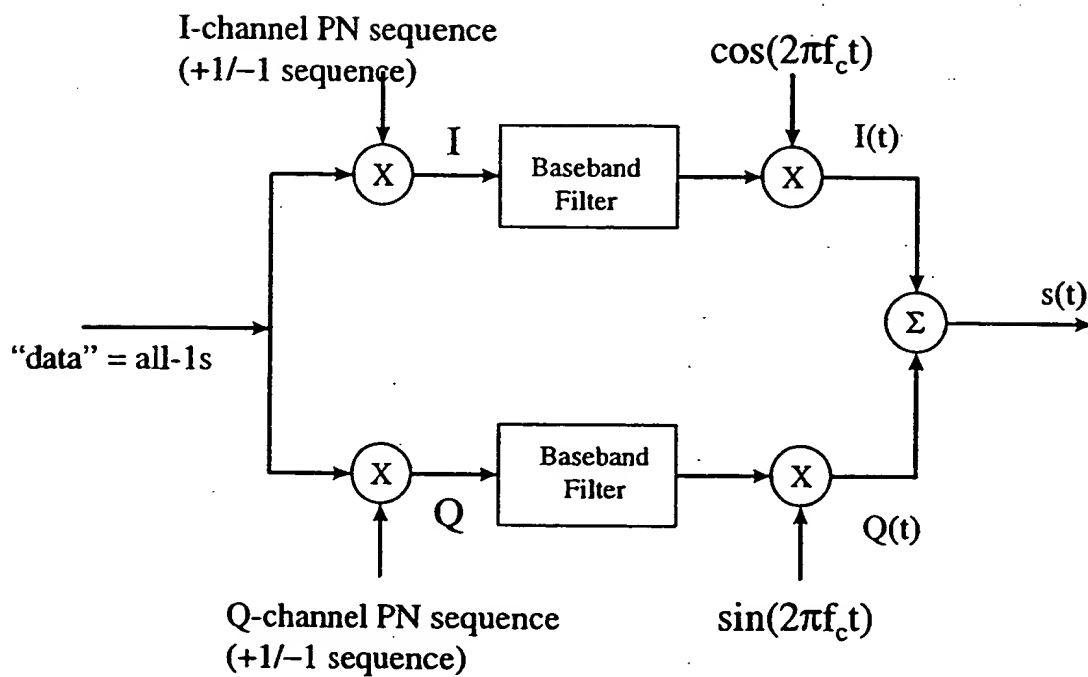 I-channel PN sequence
(+1/–1 sequence)
cos(2πf_ct)
X
I
Baseband
Filter
X
I(t)
Σ
s(t)
“data” = all-1s
X
Q
Baseband
Filter
X
Q(t)
Q-channel PN sequence
(+1/–1 sequence)
sin(2πf_ct)